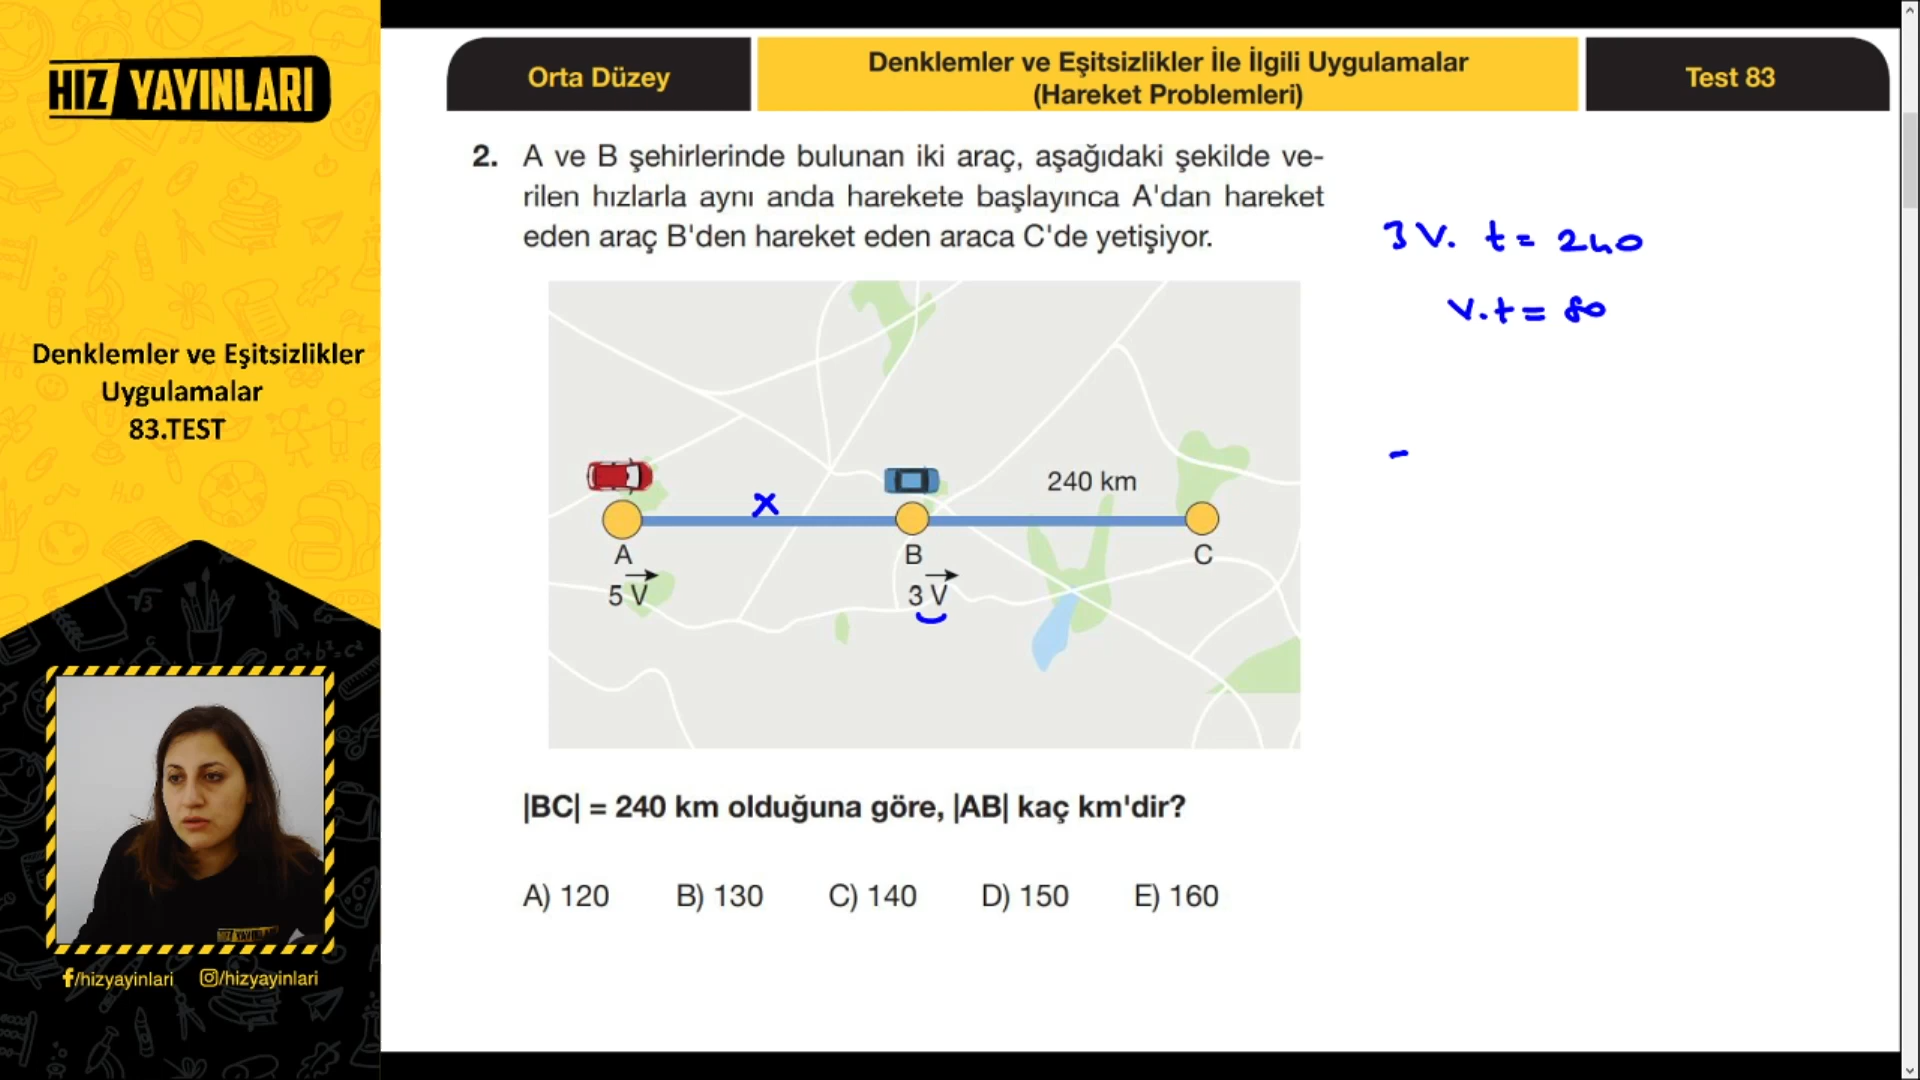 HIZ YAYINLARI
Denklemler ve Eşitsizlikler
Uygulamalar
83.TEST
HIZ YAYINLARI
/hizyayinlari
/hizyayinlari
Orta Düzey
Denklemler ve Eşitsizlikler İle İlgili Uygulamalar
(Hareket Problemleri)
Test 83
2. A ve B şehirlerinde bulunan iki araç, aşağıdaki şekilde ve-
rilen hızlarla aynı anda harekete başlayınca A'dan hareket
eden araç B'den hareket eden araca C'de yetişiyor.
3 V. t = 240
V.t = 80
-
240 km
x
A
B
C
5 V
3 V
|BC| = 240 km olduğuna göre, |AB| kaç km'dir?
A) 120 B) 130 C) 140 D) 150 E) 160